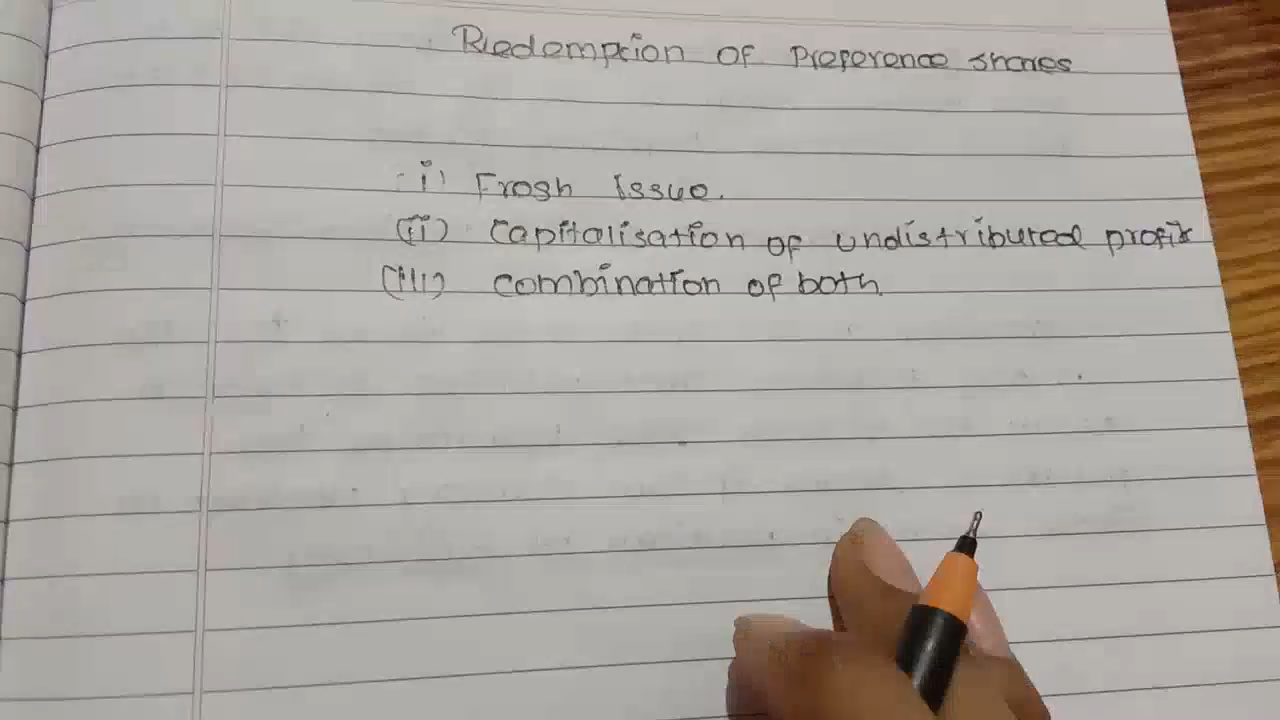 Redemption of Preference shares
i) Fresh Issue.
(ii) Capitalisation of undistributed profit
(iii) combination of both.